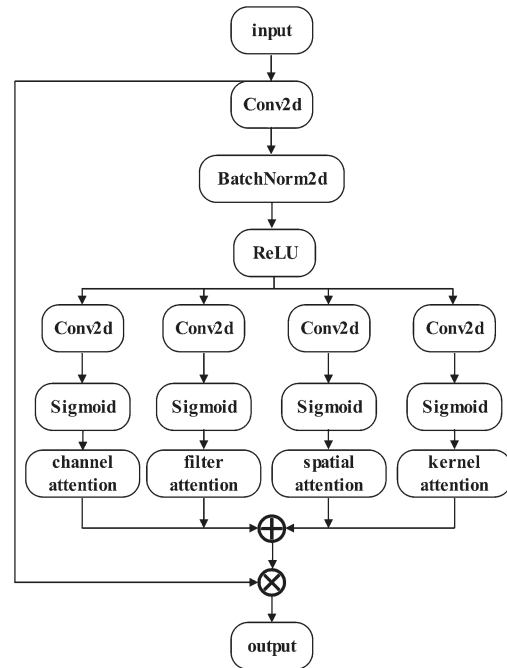 input
Conv2d
BatchNorm2d
ReLU
Conv2d Conv2d Conv2d Conv2d
Sigmoid Sigmoid Sigmoid Sigmoid
channel attention
filter attention
spatial attention
kernel attention
output